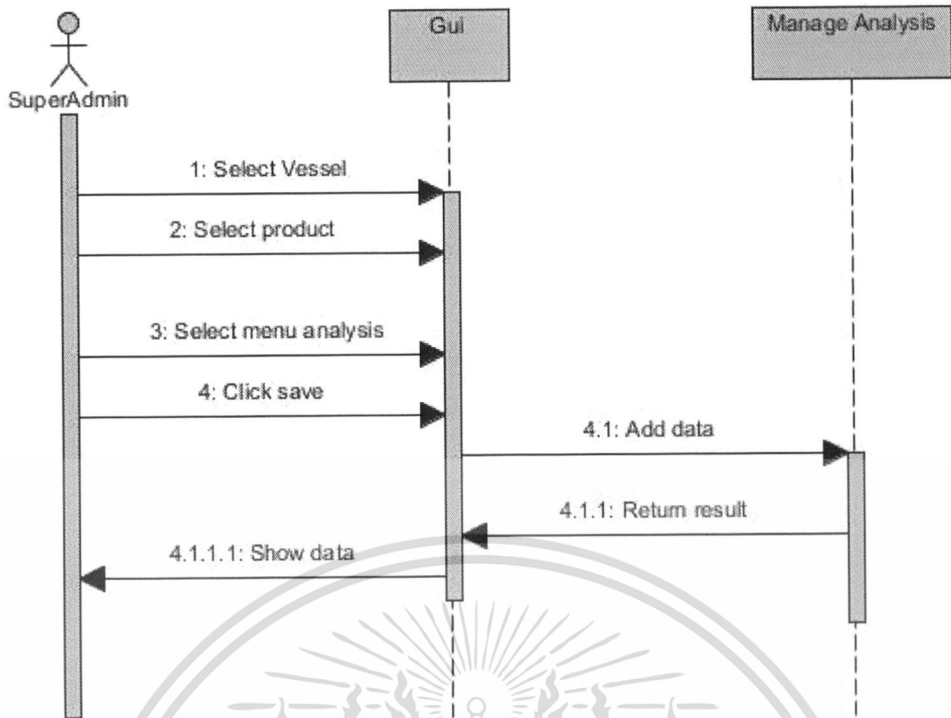 Gui
Manage Analysis
SuperAdmin
1: Select Vessel
2: Select product
3: Select menu analysis
4: Click save
4.1: Add data
4.1.1: Return result
4.1.1.1: Show data